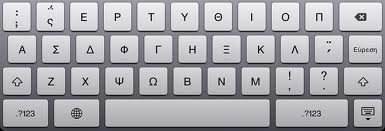 : ; ΄ς Ε Ρ Τ Υ Θ Ι Ο Π
Α Σ Δ Φ Γ Η Ξ Κ Λ ΅ Εύρεση
Ζ Χ Ψ Ω Β Ν Μ ! , ? .
.?123 .?123